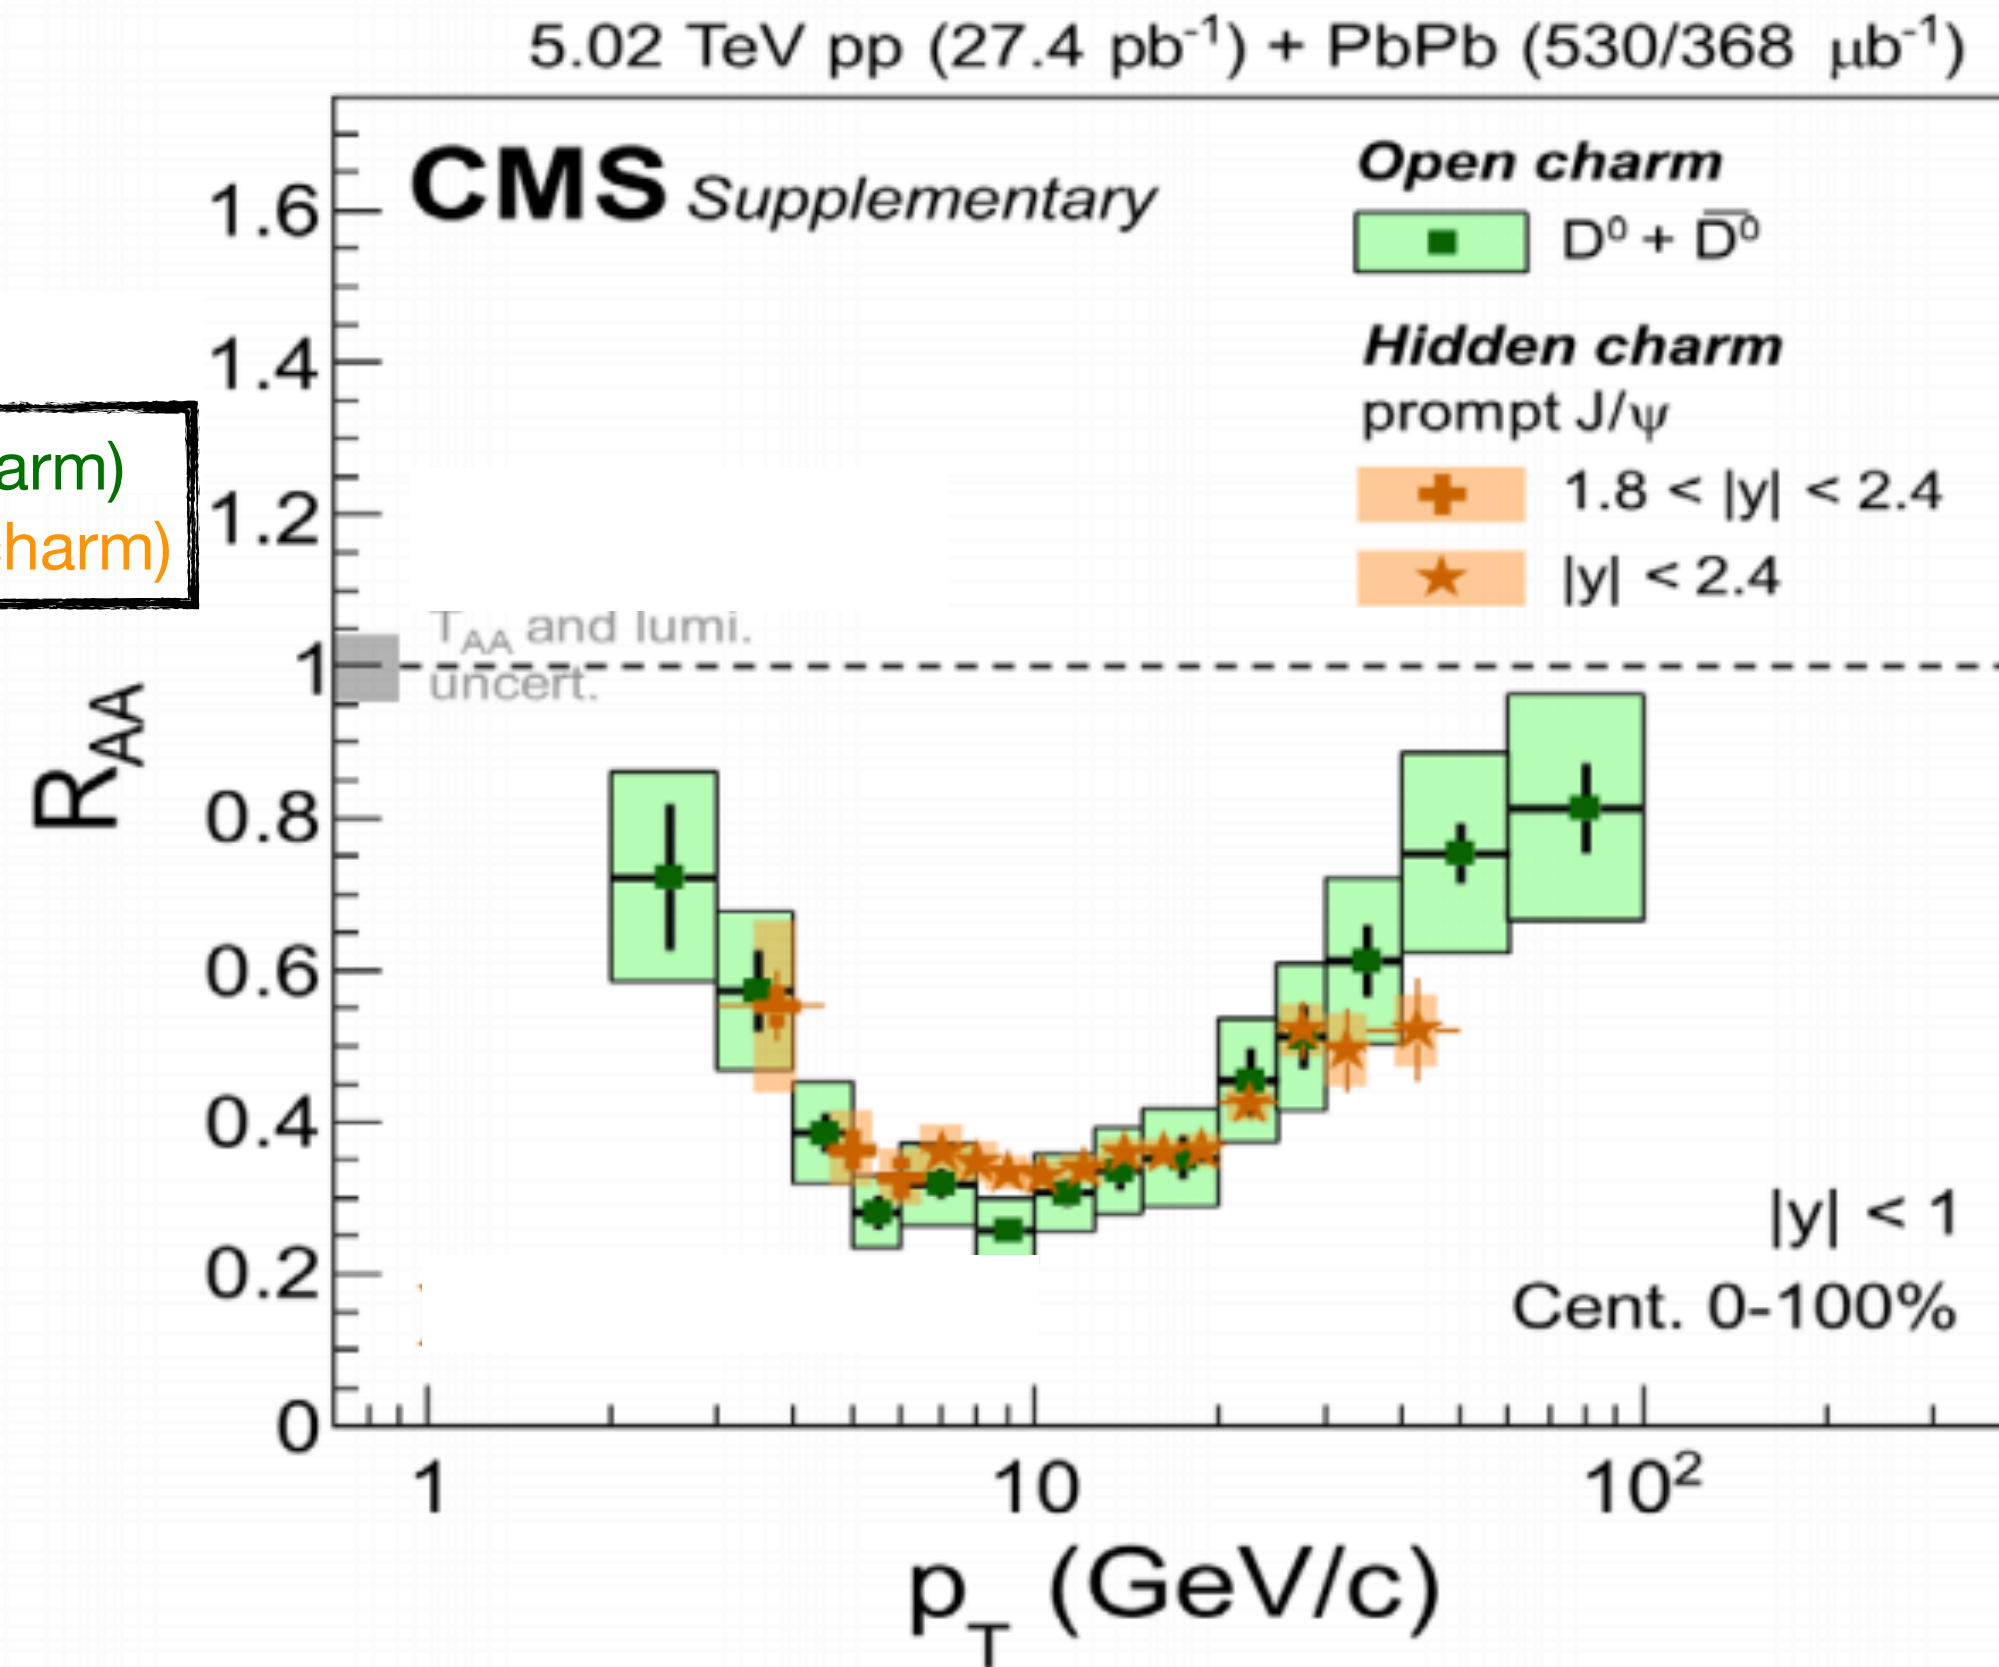 5.02 TeV pp (27.4 pb⁻¹) + PbPb (530/368 μb⁻¹)
CMS Supplementary
Open charm
D⁰ + D̅⁰
Hidden charm
prompt J/ψ
1.8 < |y| < 2.4
|y| < 2.4
arm)
charm)
T_AA and lumi.
uncert.
R_AA
1.6
1.4
1.2
1
0.8
0.6
0.4
0.2
0
|y| < 1
Cent. 0-100%
1 10 10²
p_T (GeV/c)